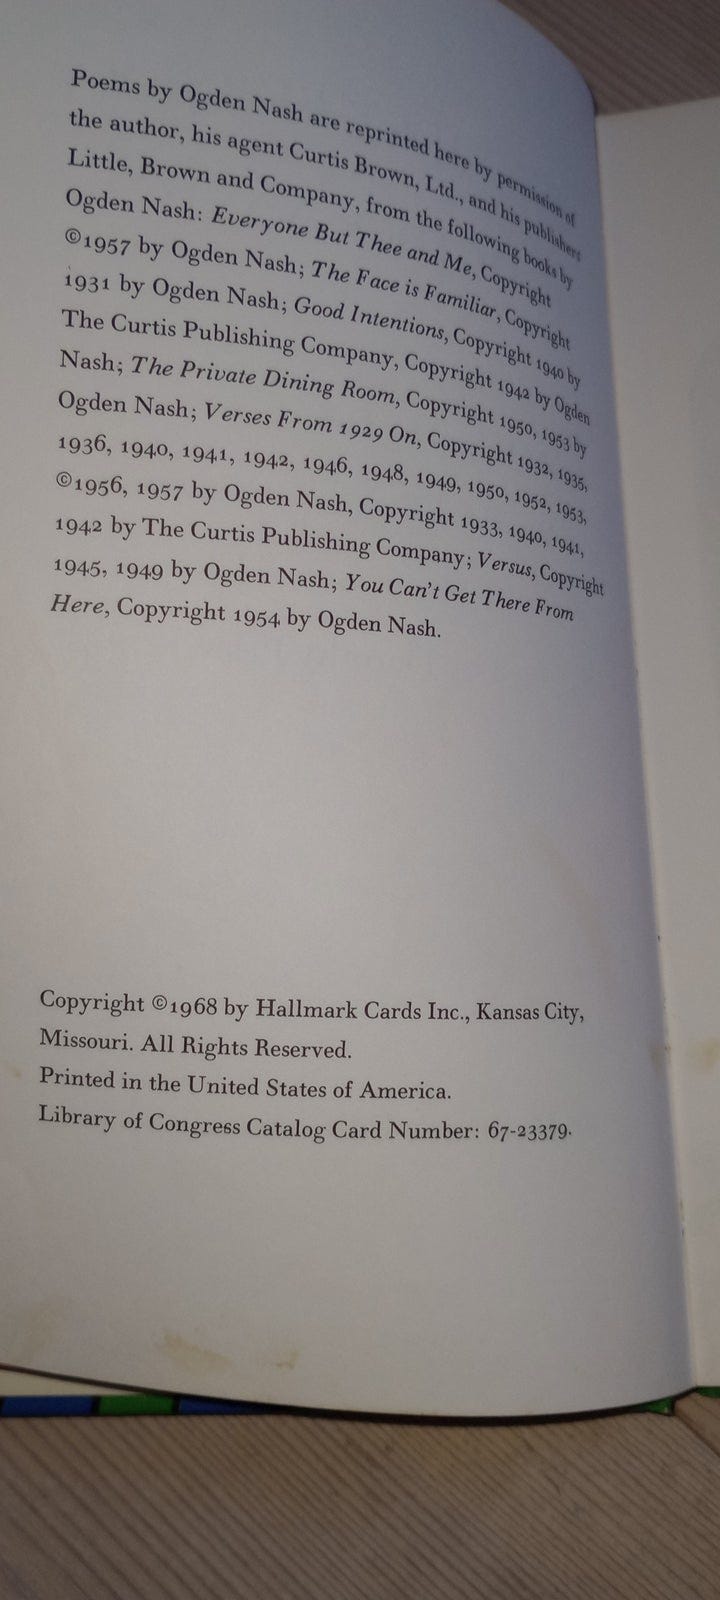 Poems by Ogden Nash are reprinted here by permission of
the author, his agent Curtis Brown, Ltd., and his publishers
Little, Brown and Company, from the following books by
Ogden Nash: Everyone But Thee and Me, Copyright
©1957 by Ogden Nash; The Face is Familiar, Copyright
1931 by Ogden Nash; Good Intentions, Copyright 1940 by
The Curtis Publishing Company, Copyright 1942 by Ogden
Nash; The Private Dining Room, Copyright 1950, 1953 by
Ogden Nash; Verses From 1929 On, Copyright 1932, 1935,
1936, 1940, 1941, 1942, 1946, 1948, 1949, 1950, 1952, 1953,
©1956, 1957 by Ogden Nash, Copyright 1933, 1940, 1941,
1942 by The Curtis Publishing Company; Versus, Copyright
1945, 1949 by Ogden Nash; You Can't Get There From
Here, Copyright 1954 by Ogden Nash.
Copyright ©1968 by Hallmark Cards Inc., Kansas City,
Missouri. All Rights Reserved.
Printed in the United States of America.
Library of Congress Catalog Card Number: 67-23379.